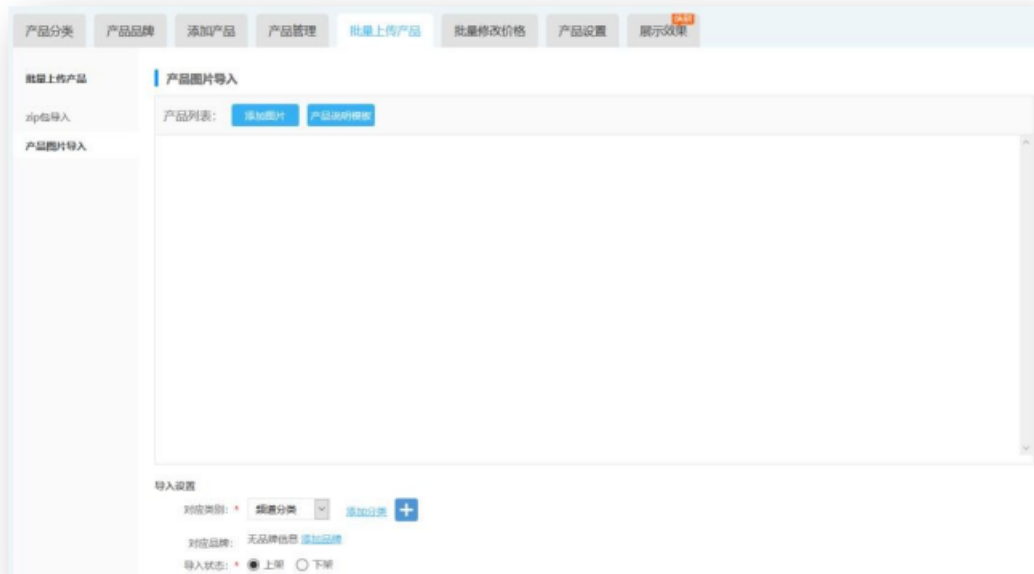 产品分类 产品品牌 添加产品 产品管理 批量上传产品 批量修改价格 产品设置 展示效果
批量上传产品
产品图片导入
zip包导入
产品列表: 添加图片 产品说明模板
产品图片导入
导入设置
对应类别: * 频道分类 添加分类
对应品牌: 无品牌信息 添加品牌
导入状态: * 上架 下架